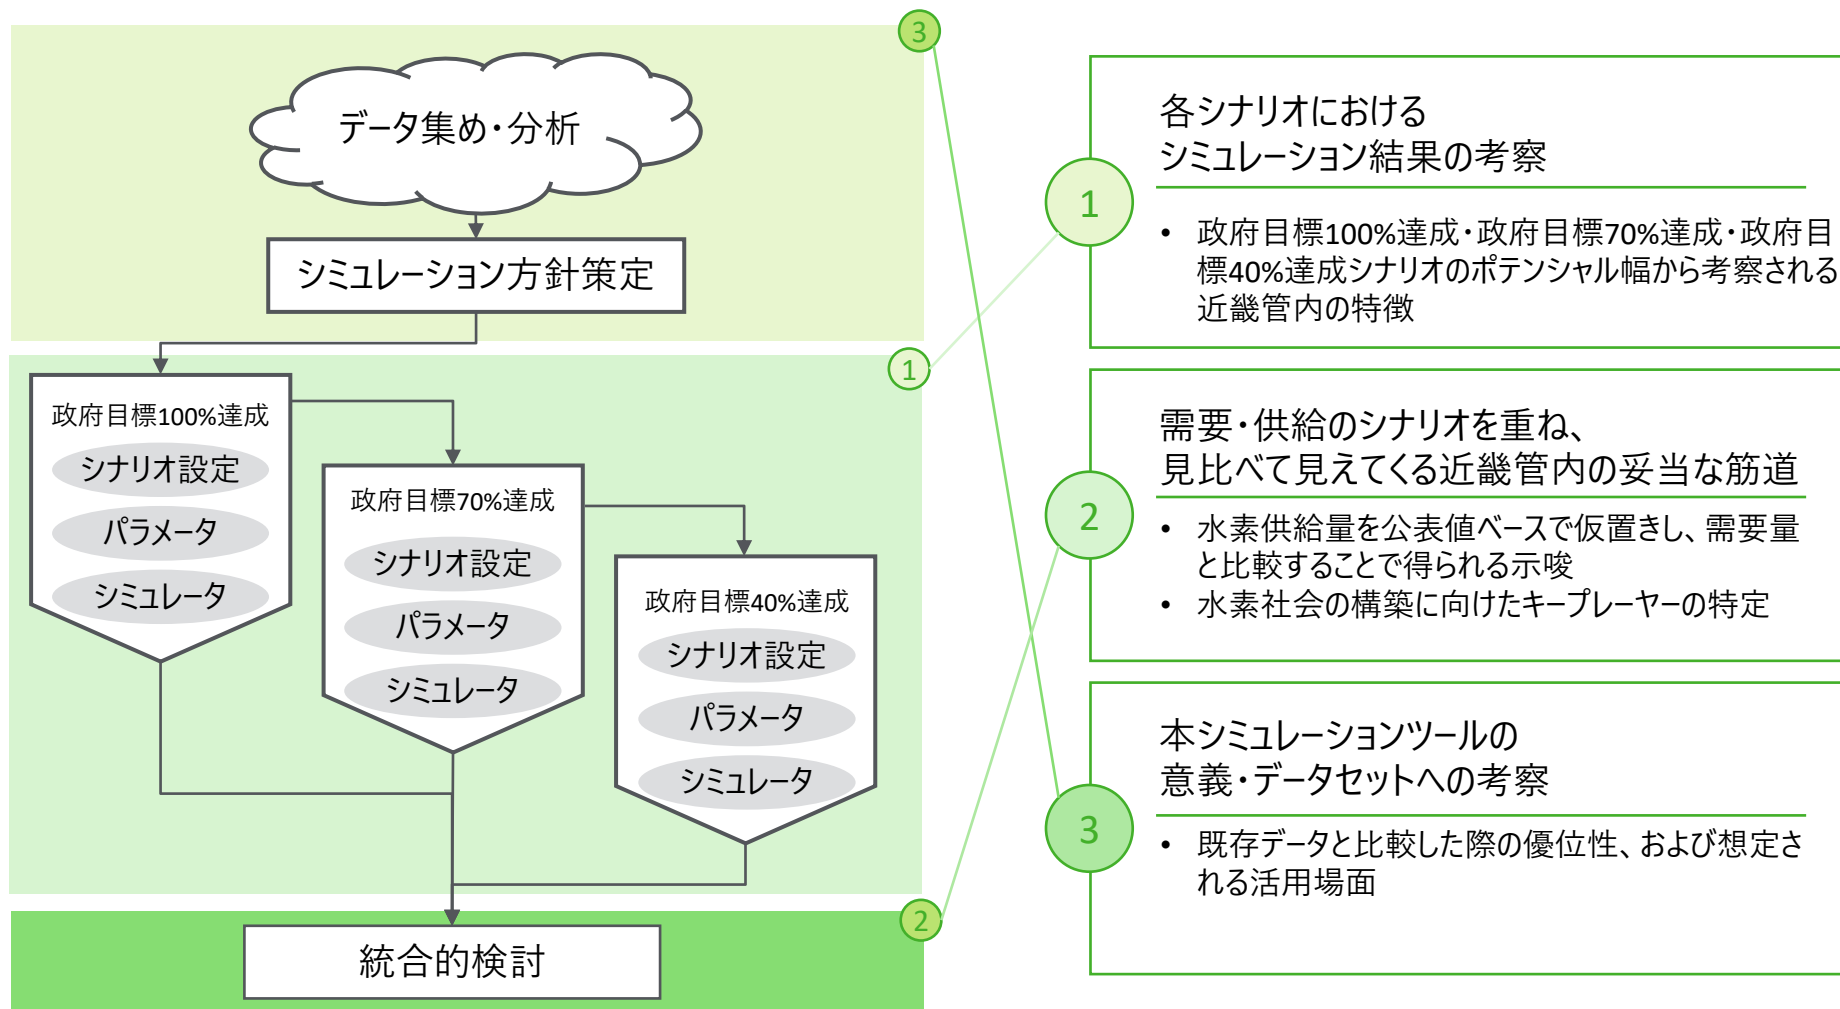 3
データ集め・分析
シミュレーション方針策定
1
政府目標100%達成
シナリオ設定
パラメータ
シミュレータ
政府目標70%達成
シナリオ設定
パラメータ
シミュレータ
政府目標40%達成
シナリオ設定
パラメータ
シミュレータ
2
統合的検討
1
各シナリオにおける
シミュレーション結果の考察
• 政府目標100%達成・政府目標70%達成・政府目
標40%達成シナリオのポテンシャル幅から考察される
近畿管内の特徴
2
需要・供給のシナリオを重ね、
見比べて見えてくる近畿管内の妥当な筋道
• 水素供給量を公表値ベースで仮置きし、需要量
と比較することで得られる示唆
• 水素社会の構築に向けたキープレーヤーの特定
3
本シミュレーションツールの
意義・データセットへの考察
• 既存データと比較した際の優位性、および想定さ
れる活用場面